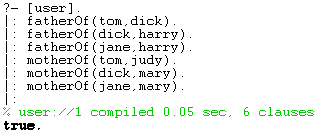 ?- [user].
|: fatherOf(tom,dick).
|: fatherOf(dick,harry).
|: fatherOf(jane,harry).
|: motherOf(tom,judy).
|: motherOf(dick,mary).
|: motherOf(jane,mary).
|:
% user://1 compiled 0.05 sec, 6 clauses
true.